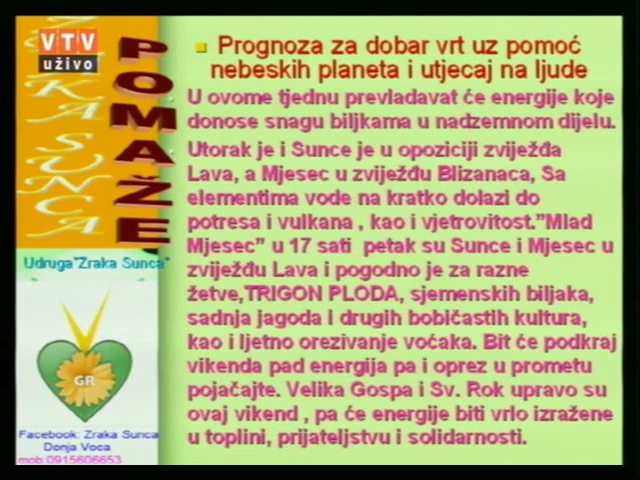 VTV
uživo
ZRAKA SUNCA
POMAŽE
Prognoza za dobar vrt uz pomoć
nebeskih planeta i utjecaj na ljude
U ovome tjednu prevladavat će energije koje
donose snagu biljkama u nadzemnom dijelu.
Utorak je i Sunce je u opoziciji zviježđa
Lava, a Mjesec u zviježđu Blizanaca, Sa
elementima vode na kratko dolazi do
potresa i vulkana , kao i vjetrovitost."Mlad
Mjesec" u 17 sati  petak su Sunce i Mjesec u
zviježđu Lava i pogodno je za razne
žetve,TRIGON PLODA, sjemenskih biljaka,
sadnja jagoda i drugih bobičastih kultura,
kao i ljetno orezivanje voćaka. Bit će podkraj
vikenda pad energija pa i oprez u prometu
pojačajte. Velika Gospa i Sv. Rok upravo su
ovaj vikend , pa će energije biti vrlo izražene
u toplini, prijateljstvu i solidarnosti.
Udruga"Zraka Sunca"
GR
Facebook: Zraka Sunca
Donja Voca
mob:0915606653